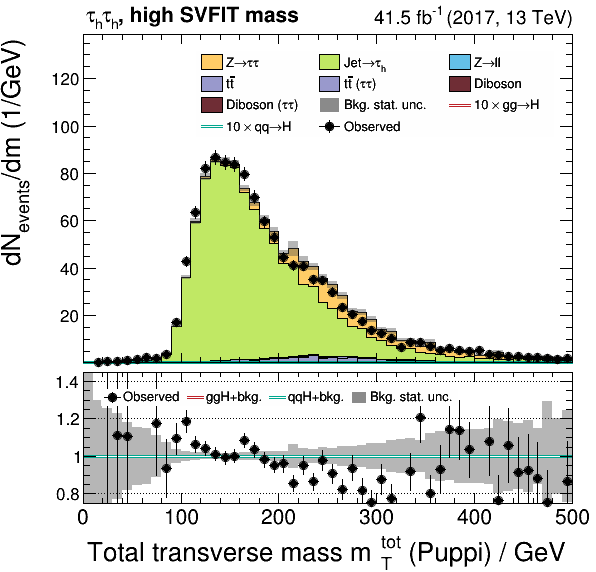 τₕτₕ, high SVFIT mass 41.5 fb⁻¹ (2017, 13 TeV)
Z→ττ Jet→τₕ Z→ll
tt̄ tt̄ (ττ) Diboson
Diboson (ττ) Bkg. stat. unc. 10 × gg→H
10 × qq→H Observed
dN_events/dm (1/GeV)
120
100
80
60
40
20
Observed ggH+bkg. qqH+bkg. Bkg. stat. unc.
1.4
1.2
1
0.8
0 100 200 300 400 500
Total transverse mass m_T^tot (Puppi) / GeV